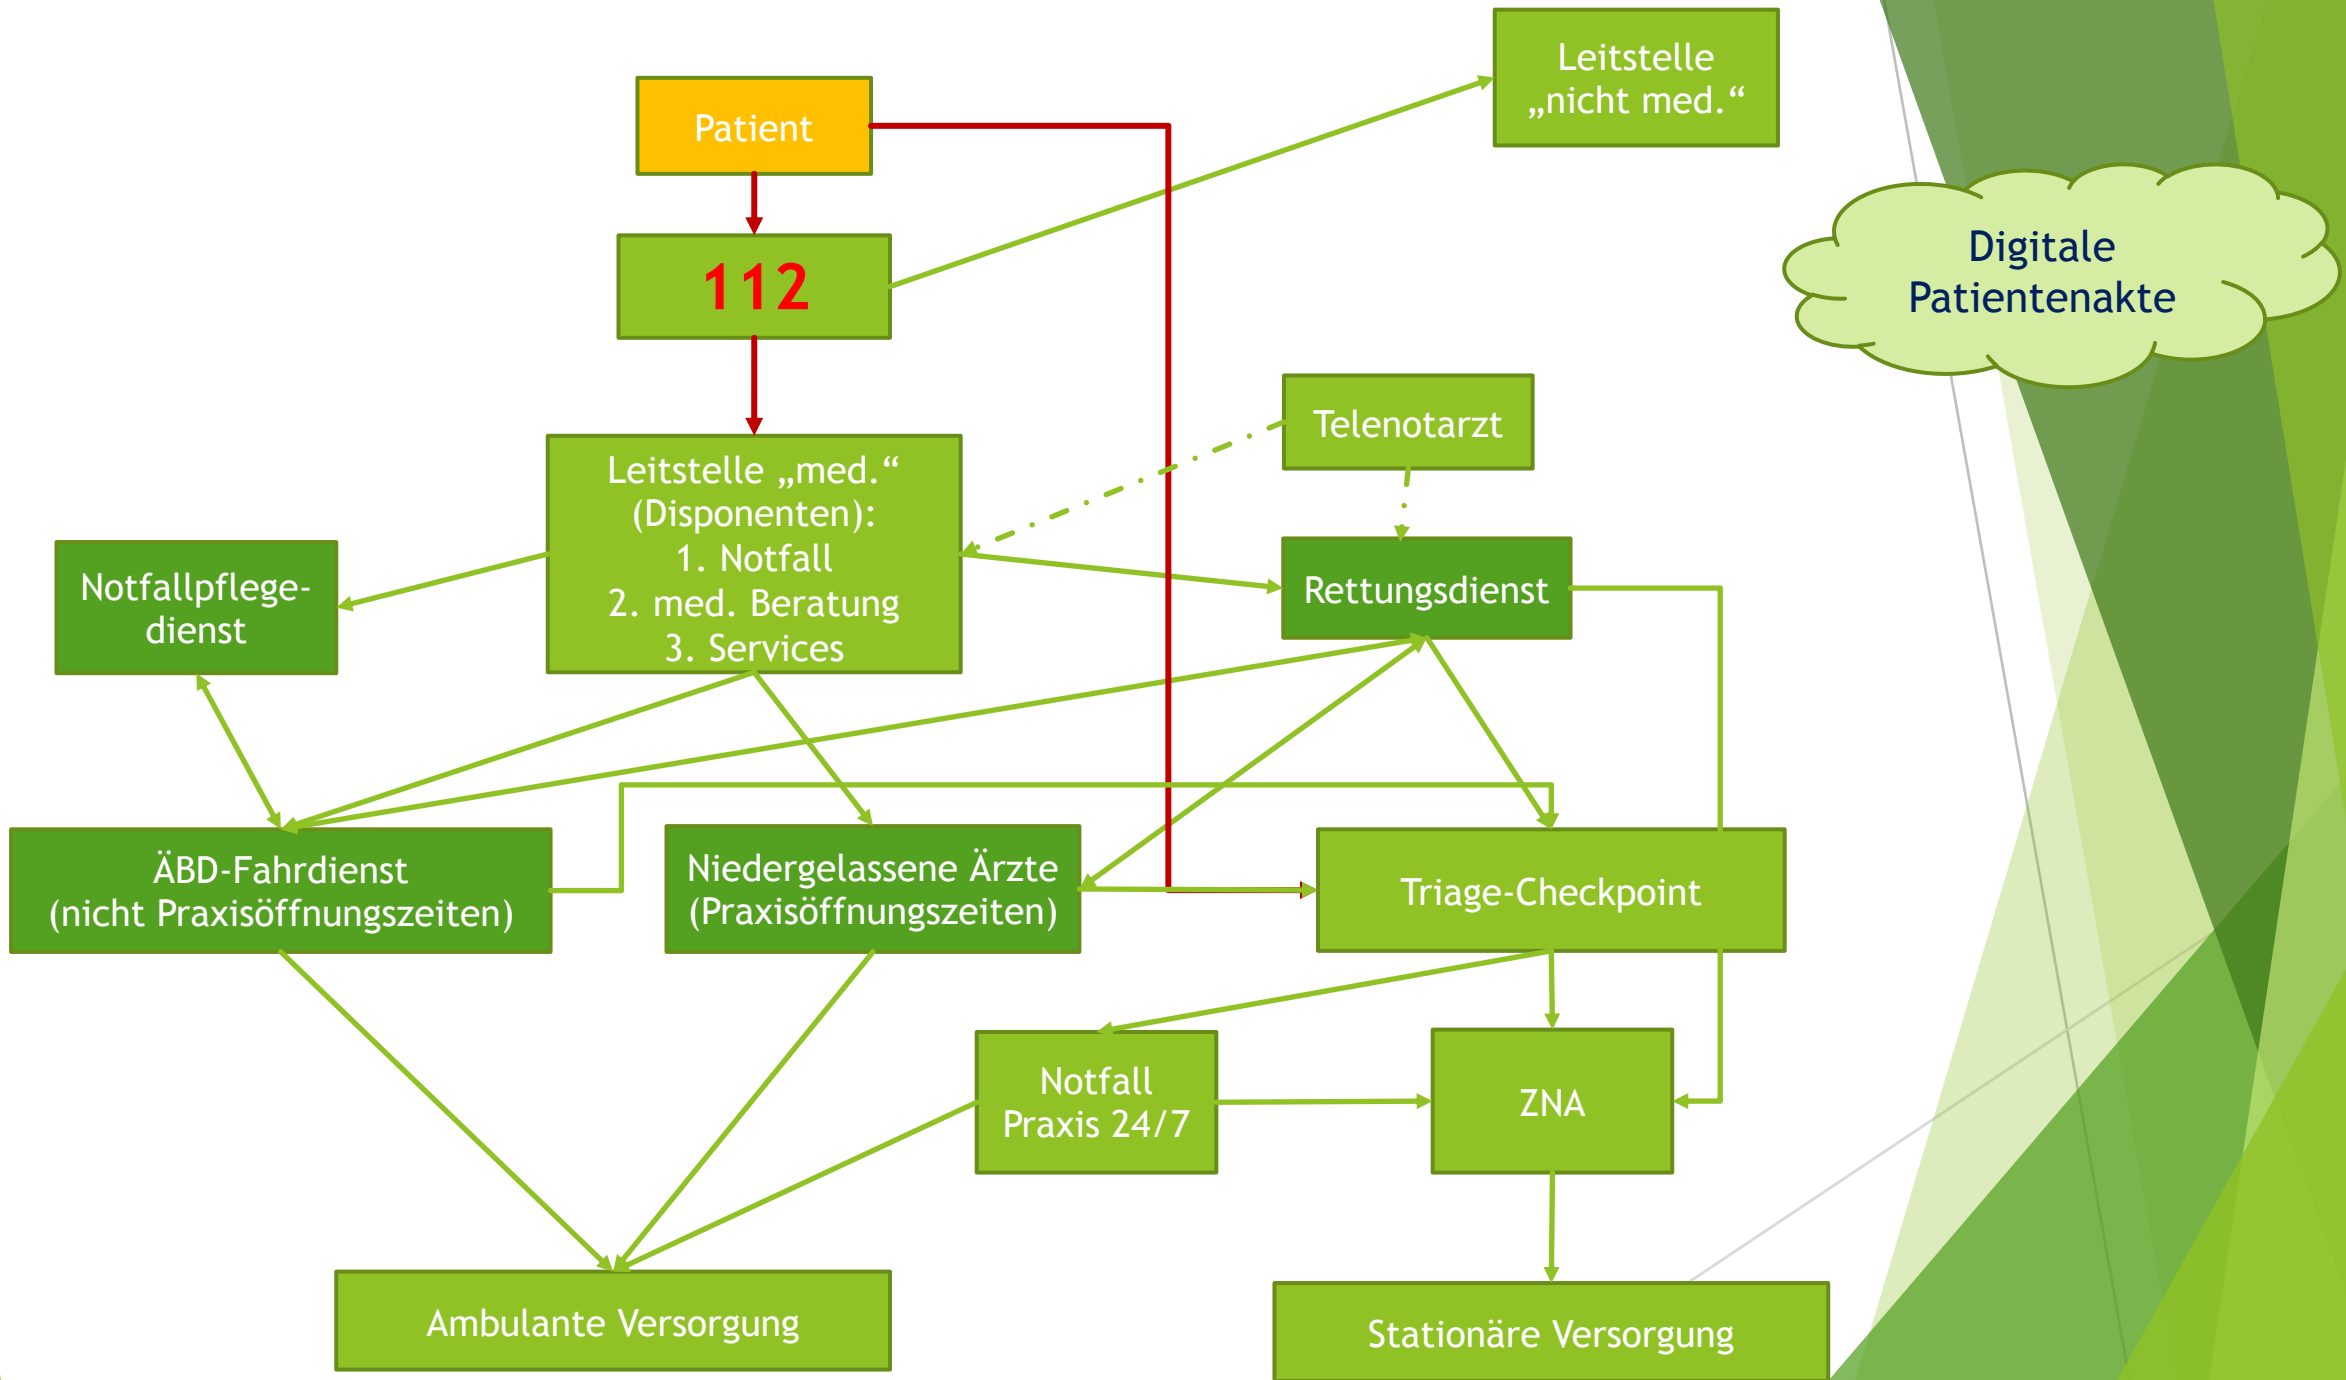 Leitstelle
„nicht med.“
Patient
112
Digitale
Patientenakte
Telenotarzt
Leitstelle „med.“
(Disponenten):
1. Notfall
2. med. Beratung
3. Services
Notfallpflege-
dienst
Rettungsdienst
ÄBD-Fahrdienst
(nicht Praxisöffnungszeiten)
Niedergelassene Ärzte
(Praxisöffnungszeiten)
Triage-Checkpoint
Notfall
Praxis 24/7
ZNA
Ambulante Versorgung
Stationäre Versorgung